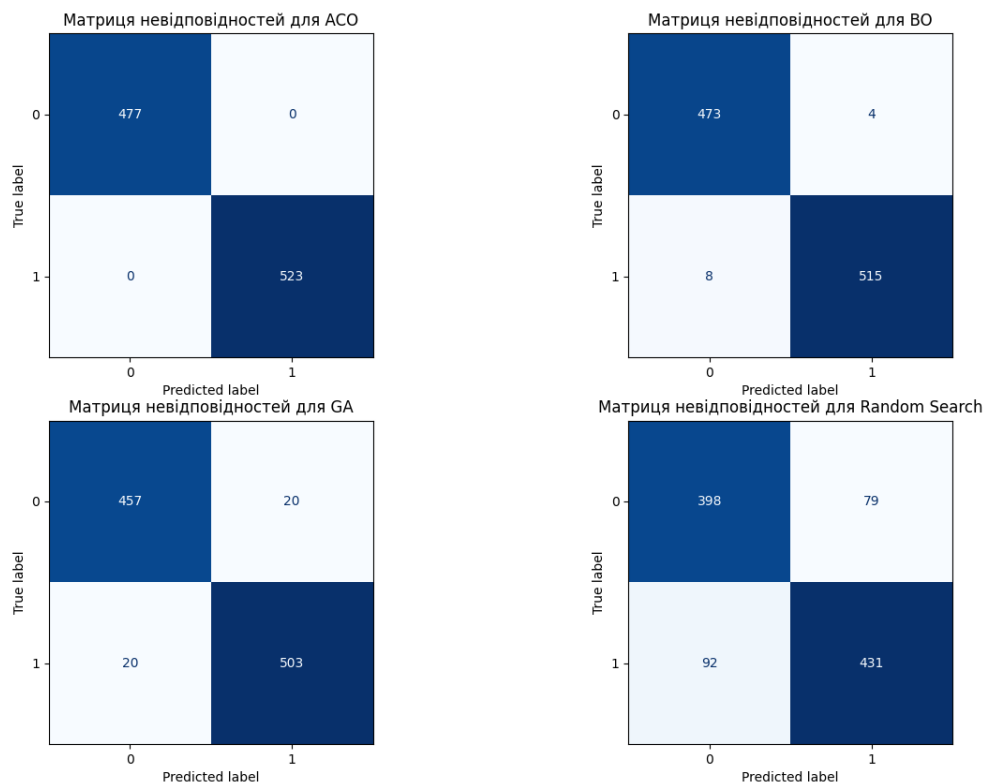 Матриця невідповідностей для ACO
0
477
0
True label
1
0
523
0
1
Predicted label
Матриця невідповідностей для BO
0
473
4
True label
1
8
515
0
1
Predicted label
Матриця невідповідностей для GA
0
457
20
True label
1
20
503
0
1
Predicted label
Матриця невідповідностей для Random Search
0
398
79
True label
1
92
431
0
1
Predicted label